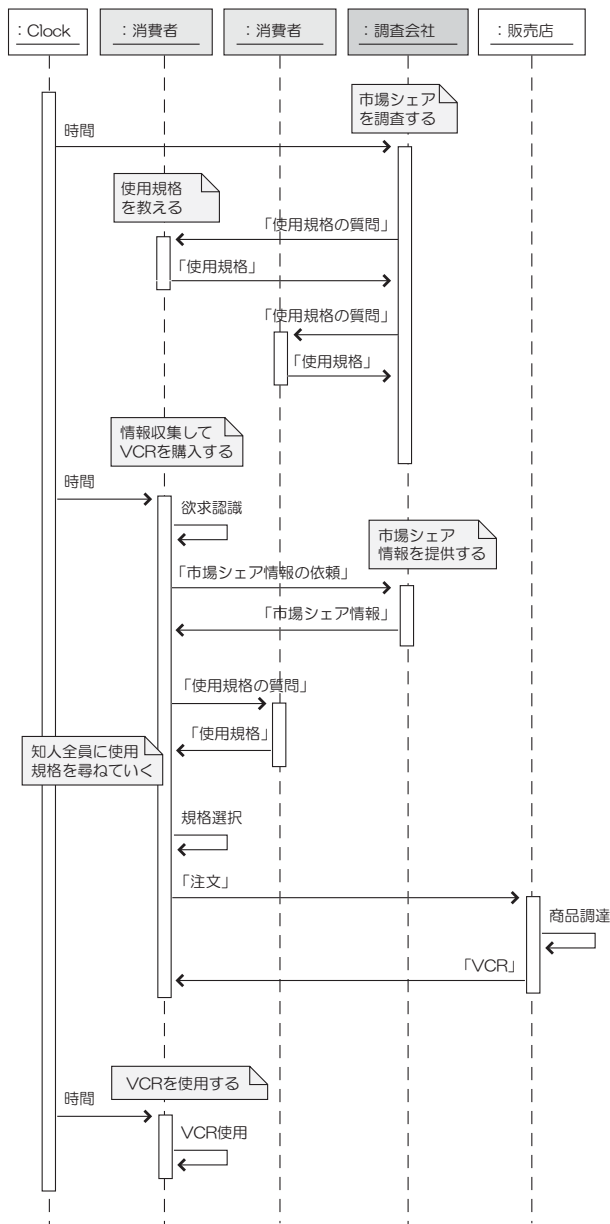 ：Clock
：消費者
：消費者
：調査会社
：販売店
市場シェア
を調査する
時間
使用規格
を教える
「使用規格の質問」
「使用規格」
「使用規格の質問」
「使用規格」
情報収集して
VCRを購入する
時間
欲求認識
市場シェア
情報を提供する
「市場シェア情報の依頼」
「市場シェア情報」
「使用規格の質問」
「使用規格」
知人全員に使用
規格を尋ねていく
規格選択
「注文」
商品調達
「VCR」
VCRを使用する
時間
VCR使用